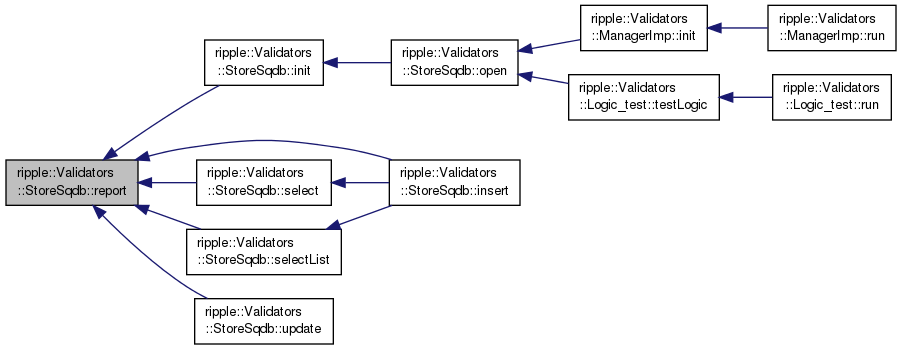 ripple::Validators
::StoreSqdb::report
ripple::Validators
::StoreSqdb::init
ripple::Validators
::StoreSqdb::open
ripple::Validators
::ManagerImp::init
ripple::Validators
::ManagerImp::run
ripple::Validators
::Logic_test::testLogic
ripple::Validators
::Logic_test::run
ripple::Validators
::StoreSqdb::select
ripple::Validators
::StoreSqdb::insert
ripple::Validators
::StoreSqdb::selectList
ripple::Validators
::StoreSqdb::update